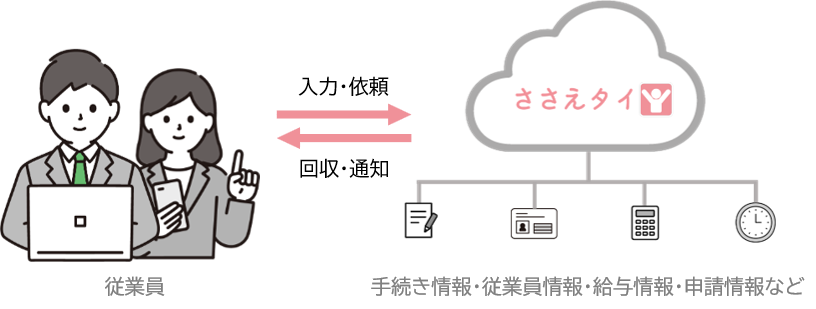 入力・依頼
ささえタイ
回収・通知
従業員
手続き情報・従業員情報・給与情報・申請情報など